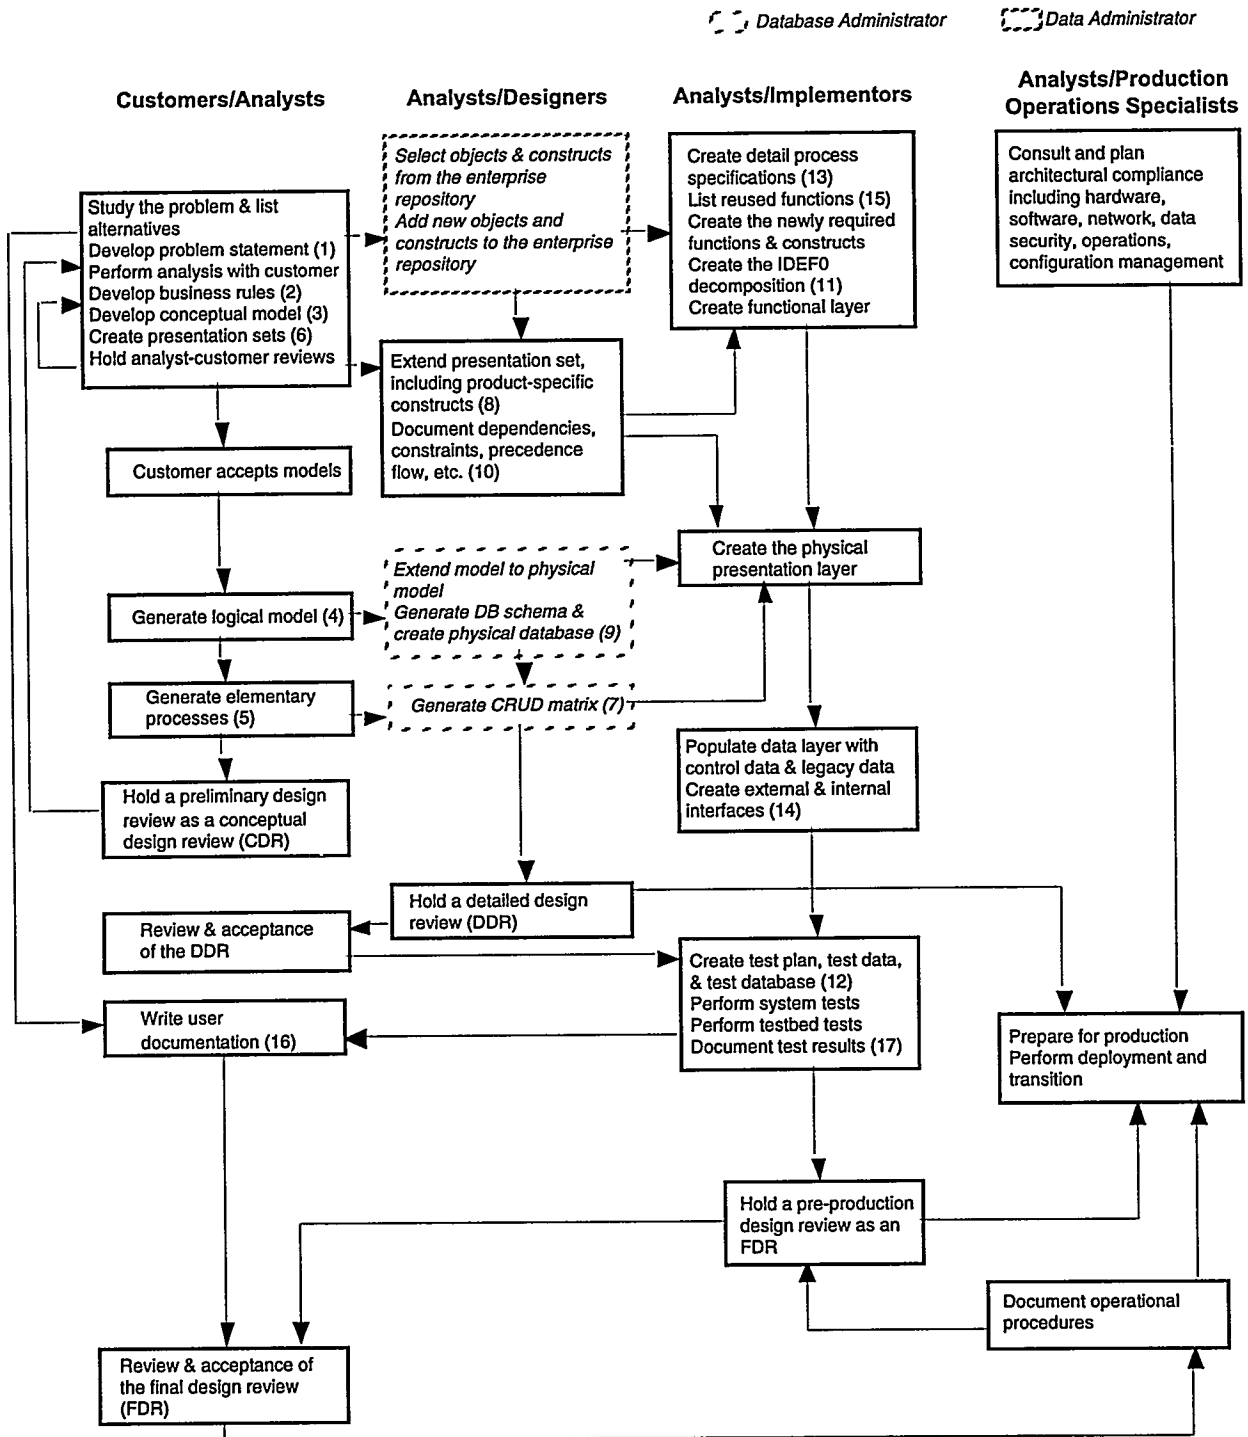 Database Administrator
Data Administrator
Customers/Analysts
Analysts/Designers
Analysts/Implementors
Analysts/Production
Operations Specialists
Study the problem & list
alternatives
Develop problem statement (1)
Perform analysis with customer
Develop business rules (2)
Develop conceptual model (3)
Create presentation sets (6)
Hold analyst-customer reviews
Customer accepts models
Generate logical model (4)
Generate elementary
processes (5)
Hold a preliminary design
review as a conceptual
design review (CDR)
Review & acceptance
of the DDR
Write user
documentation (16)
Review & acceptance of
the final design review
(FDR)
Select objects & constructs
from the enterprise
repository
Add new objects and
constructs to the enterprise
repository
Extend presentation set,
including product-specific
constructs (8)
Document dependencies,
constraints, precedence
flow, etc. (10)
Extend model to physical
model
Generate DB schema &
create physical database (9)
Generate CRUD matrix (7)
Hold a detailed design
review (DDR)
Create detail process
specifications (13)
List reused functions (15)
Create the newly required
functions & constructs
Create the IDEF0
decomposition (11)
Create functional layer
Create the physical
presentation layer
Populate data layer with
control data & legacy data
Create external & internal
interfaces (14)
Create test plan, test data,
& test database (12)
Perform system tests
Perform testbed tests
Document test results (17)
Hold a pre-production
design review as an
FDR
Consult and plan
architectural compliance
including hardware,
software, network, data
security, operations,
configuration management
Prepare for production
Perform deployment and
transition
Document operational
procedures